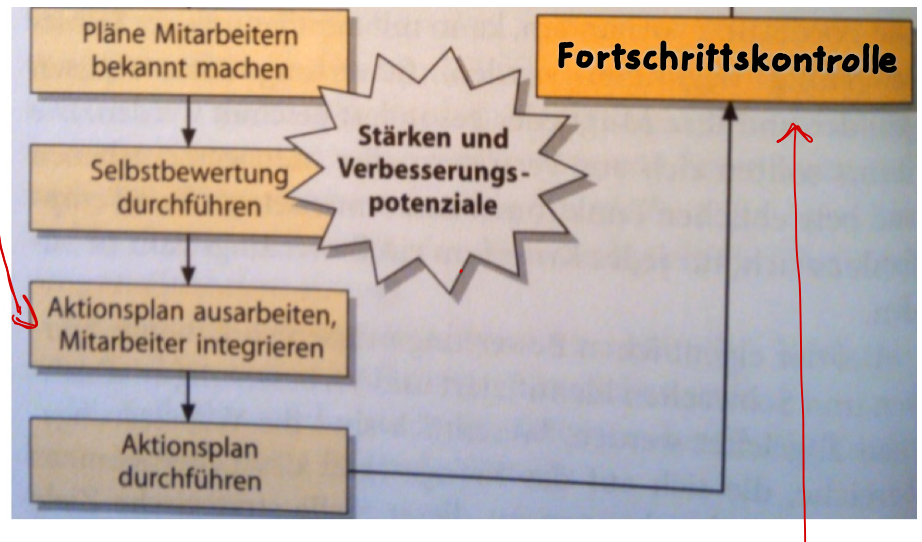 Pläne Mitarbeitern
bekannt machen
Selbstbewertung
durchführen
Aktionsplan ausarbeiten,
Mitarbeiter integrieren
Aktionsplan
durchführen
Stärken und
Verbesserungs-
potenziale
Fortschrittskontrolle